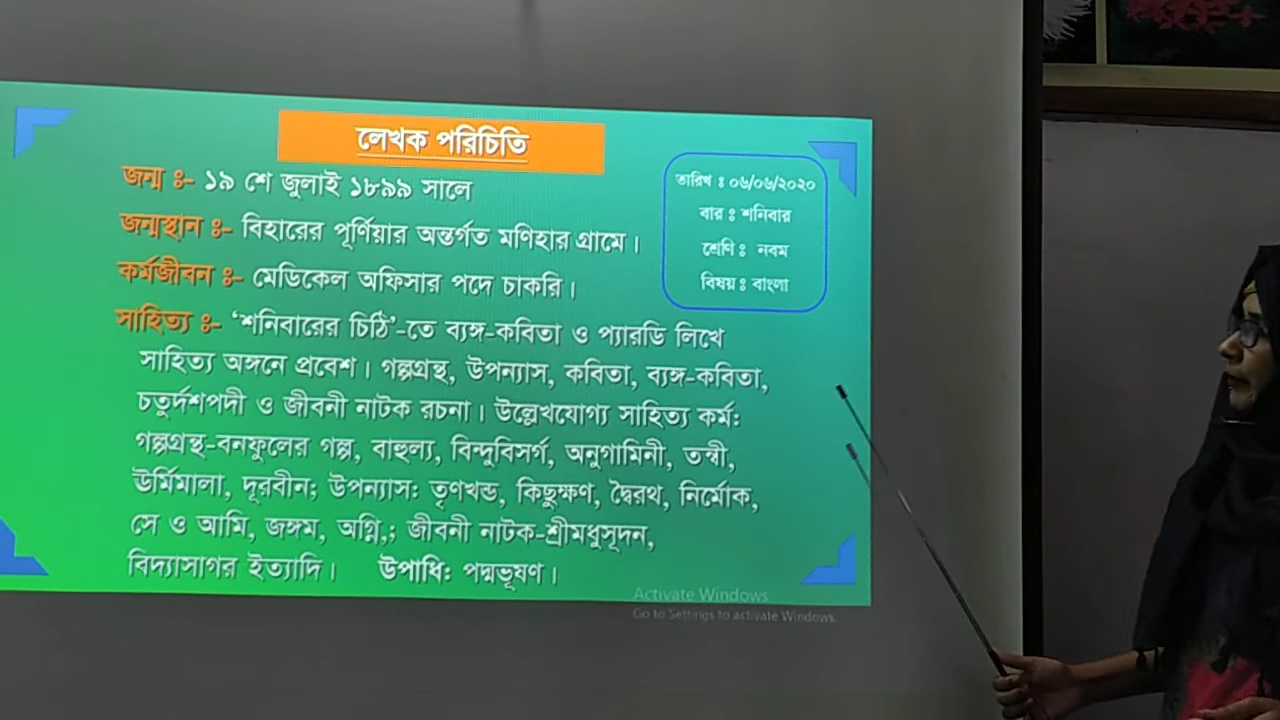 লেখক পরিচিতি
জন্ম ঃ- ১৯ শে জুলাই ১৮৯৯ সালে
জন্মস্থান ঃ- বিহারের পূর্ণিয়ার অন্তর্গত মণিহার গ্রামে।
কর্মজীবন ঃ- মেডিকেল অফিসার পদে চাকরি।
সাহিত্য ঃ- ‘শনিবারের চিঠি’-তে ব্যঙ্গ-কবিতা ও প্যারডি লিখে
সাহিত্য অঙ্গনে প্রবেশ। গল্পগ্রন্থ, উপন্যাস, কবিতা, ব্যঙ্গ-কবিতা,
চতুর্দশপদী ও জীবনী নাটক রচনা। উল্লেখযোগ্য সাহিত্য কর্ম:
গল্পগ্রন্থ-বনফুলের গল্প, বাহুল্য, বিন্দুবিসর্গ, অনুগামিনী, তন্বী,
ঊর্মিমালা, দূরবীন; উপন্যাস: তৃণখন্ড, কিছুক্ষণ, দ্বৈরথ, নির্মোক,
সে ও আমি, জঙ্গম, অগ্নি,; জীবনী নাটক-শ্রীমধুসূদন,
বিদ্যাসাগর ইত্যাদি। উপাধি: পদ্মভূষণ।
তারিখ ঃ ০৬/০৬/২০২০
বার ঃ শনিবার
শ্রেণি ঃ নবম
বিষয় ঃ বাংলা
Activate Windows
Go to Settings to activate Windows.